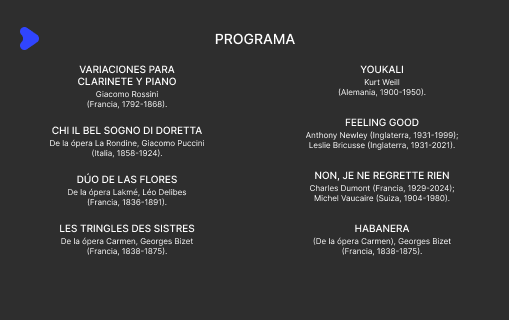 PROGRAMA
VARIACIONES PARA
CLARINETE Y PIANO
Giacomo Rossini
(Francia, 1792-1868).
CHI IL BEL SOGNO DI DORETTA
De la ópera La Rondine, Giacomo Puccini
(Italia, 1858-1924).
DÚO DE LAS FLORES
De la ópera Lakmé, Léo Delibes
(Francia, 1836-1891).
LES TRINGLES DES SISTRES
De la ópera Carmen, Georges Bizet
(Francia, 1838-1875).
YOUKALI
Kurt Weill
(Alemania, 1900-1950).
FEELING GOOD
Anthony Newley (Inglaterra, 1931-1999);
Leslie Bricusse (Inglaterra, 1931-2021).
NON, JE NE REGRETTE RIEN
Charles Dumont (Francia, 1929-2024);
Michel Vaucaire (Suiza, 1904-1980).
HABANERA
(De la ópera Carmen), Georges Bizet
(Francia, 1838-1875).